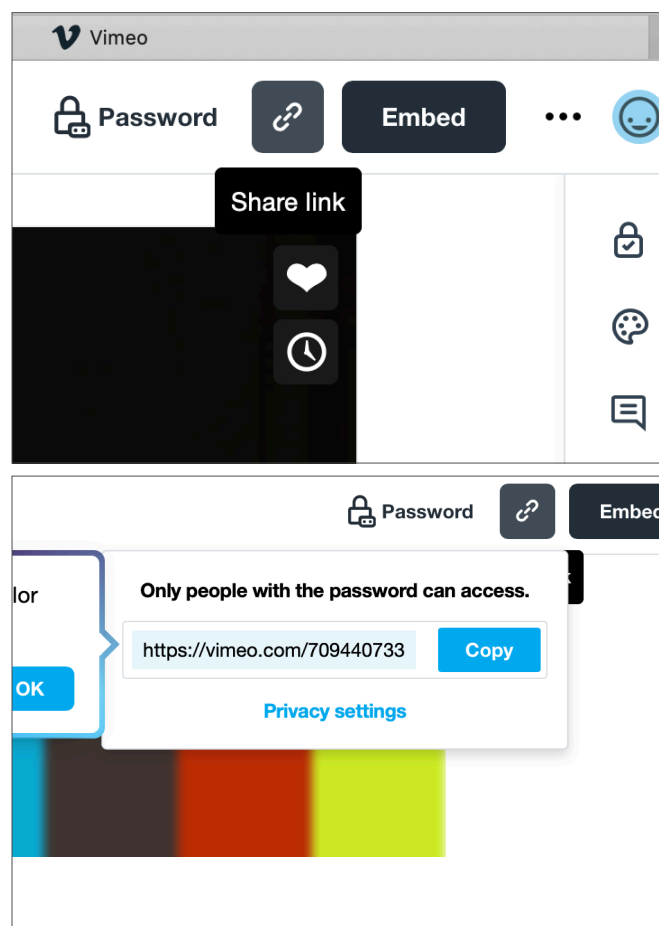 Vimeo
Password
Embed
Share link
Password
Embed
lor
Only people with the password can access.
https://vimeo.com/709440733
Copy
OK
Privacy settings